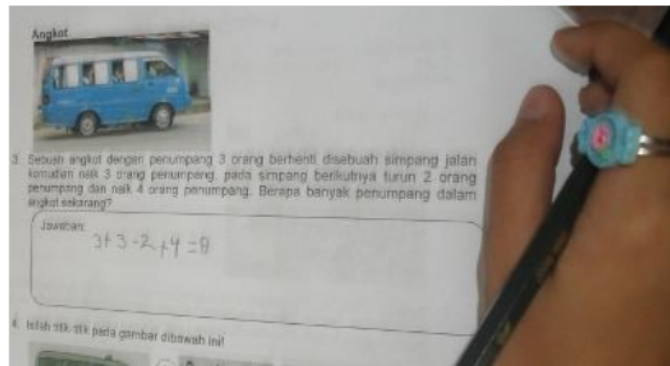 Angkot
3. Sebuah angkot dengan penumpang 3 orang berhenti disebuah simpang jalan
kemudian naik 3 orang penumpang, pada simpang berikutnya turun 2 orang
penumpang dan naik 4 orang penumpang. Berapa banyak penumpang dalam
angkot sekarang?
Jawaban:
3+3-2+4=8
4. Isilah titik-titik pada gambar dibawah ini!